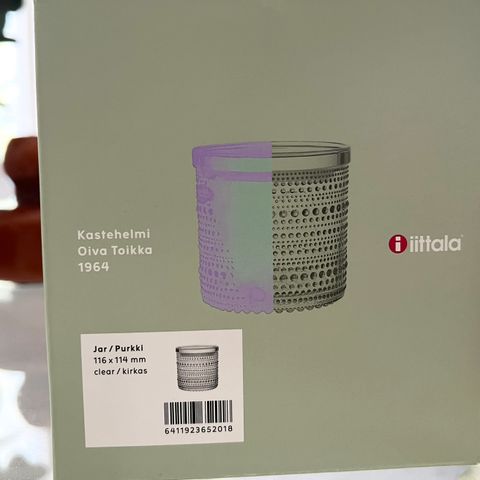 Kastehelmi
Oiva Toikka
1964
iittala
Jar / Purkki
116 x 114 mm
clear / kirkas
6411923652018